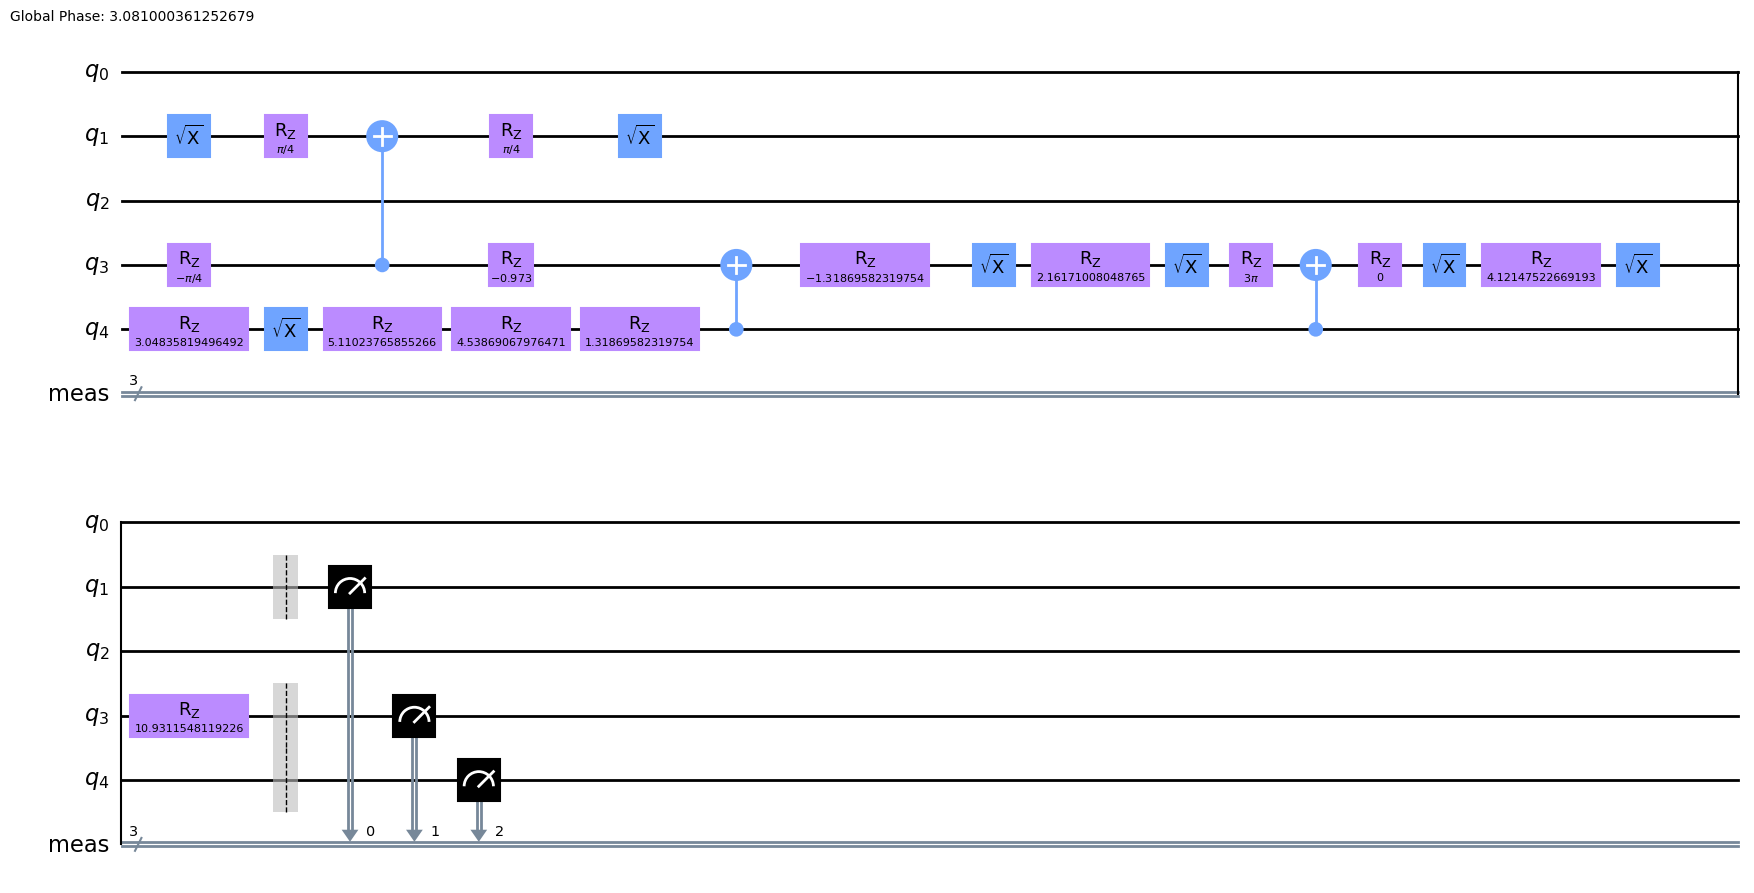 Global Phase: 3.081000361252679
q0
q1 √X RZ π/4 RZ π/4 √X
q2
q3 RZ −π/4 RZ −0.973 RZ −1.31869582319754 √X RZ 2.16171008048765 √X RZ 3π RZ 0 √X RZ 4.12147522669193 √X
q4 RZ 3.04835819496492 √X RZ 5.11023765855266 RZ 4.53869067976471 RZ 1.31869582319754
meas 3
q0
q1
q2
q3 RZ 10.9311548119226
q4
meas 3 0 1 2